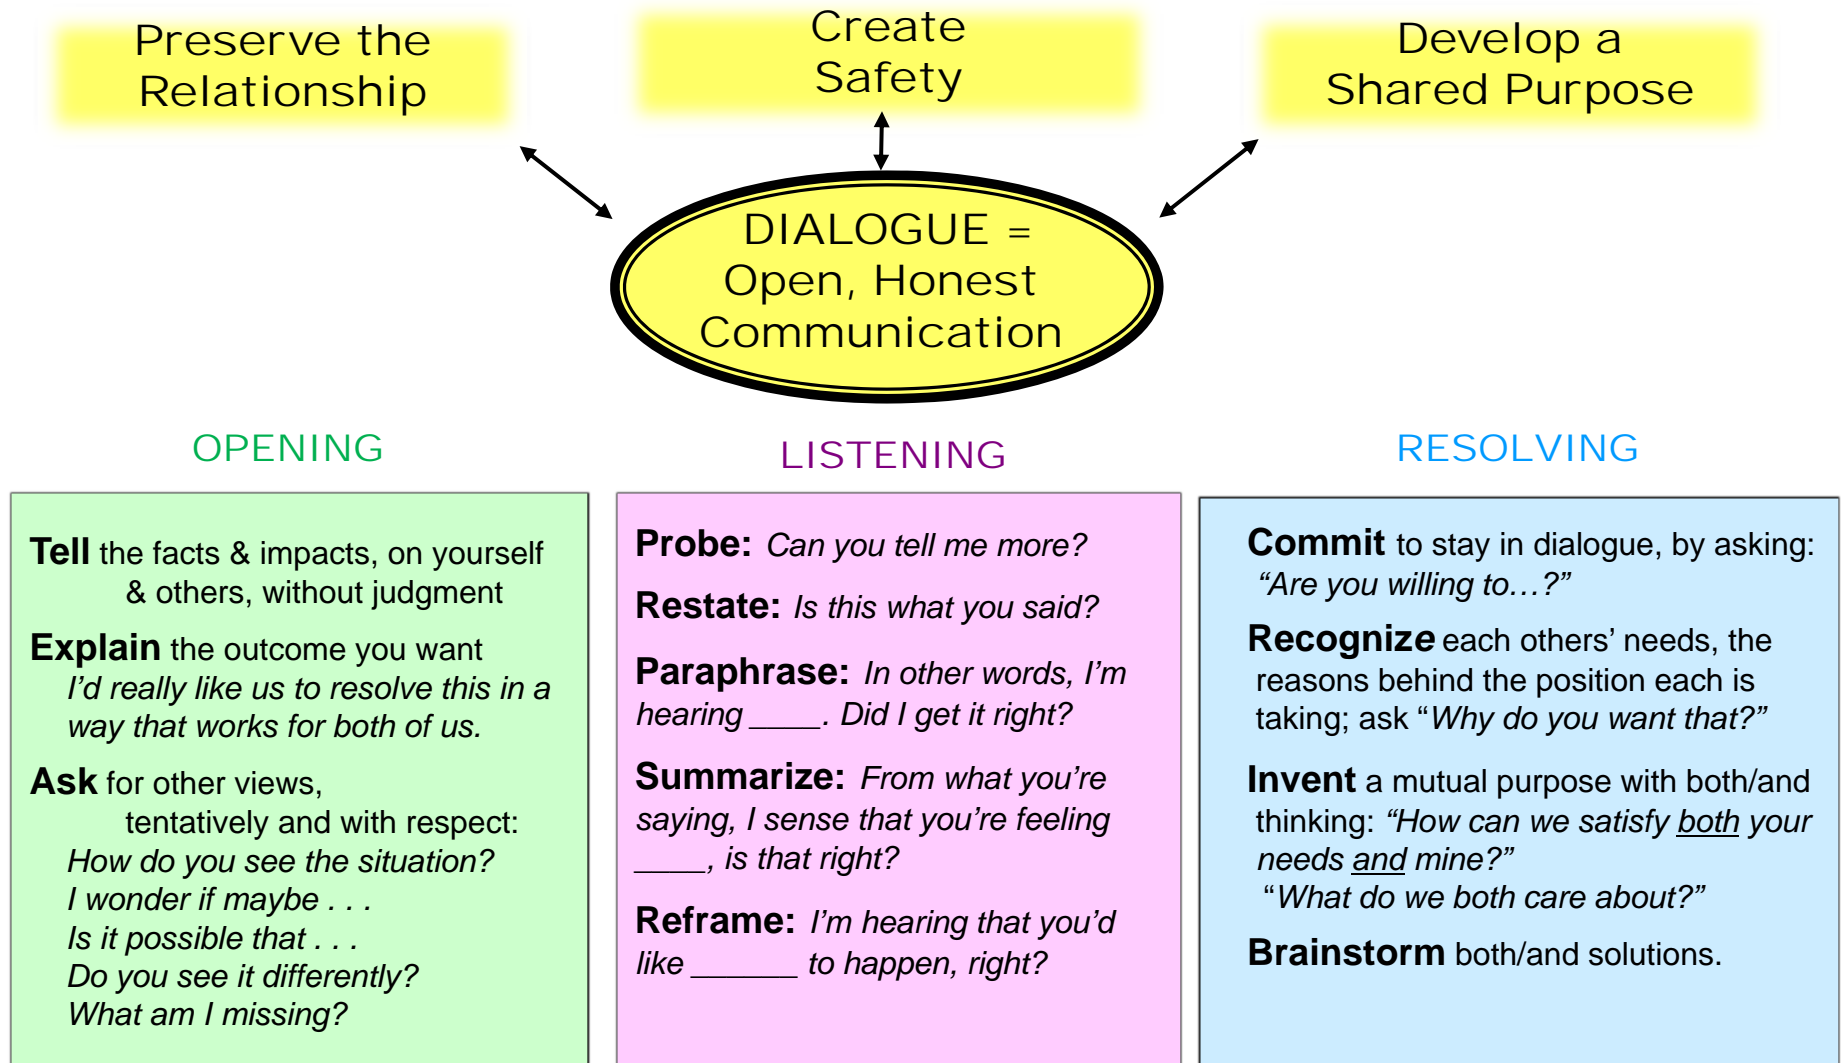 Preserve the
Relationship
Create
Safety
Develop a
Shared Purpose
DIALOGUE =
Open, Honest
Communication
OPENING
Tell the facts & impacts, on yourself
& others, without judgment
Explain the outcome you want
I’d really like us to resolve this in a
way that works for both of us.
Ask for other views,
tentatively and with respect:
How do you see the situation?
I wonder if maybe . . .
Is it possible that . . .
Do you see it differently?
What am I missing?
LISTENING
Probe: Can you tell me more?
Restate: Is this what you said?
Paraphrase: In other words, I’m
hearing ____. Did I get it right?
Summarize: From what you’re
saying, I sense that you’re feeling
____, is that right?
Reframe: I’m hearing that you’d
like ______ to happen, right?
RESOLVING
Commit to stay in dialogue, by asking:
“Are you willing to…?”
Recognize each others’ needs, the
reasons behind the position each is
taking; ask “Why do you want that?”
Invent a mutual purpose with both/and
thinking: “How can we satisfy both your
needs and mine?”
“What do we both care about?”
Brainstorm both/and solutions.